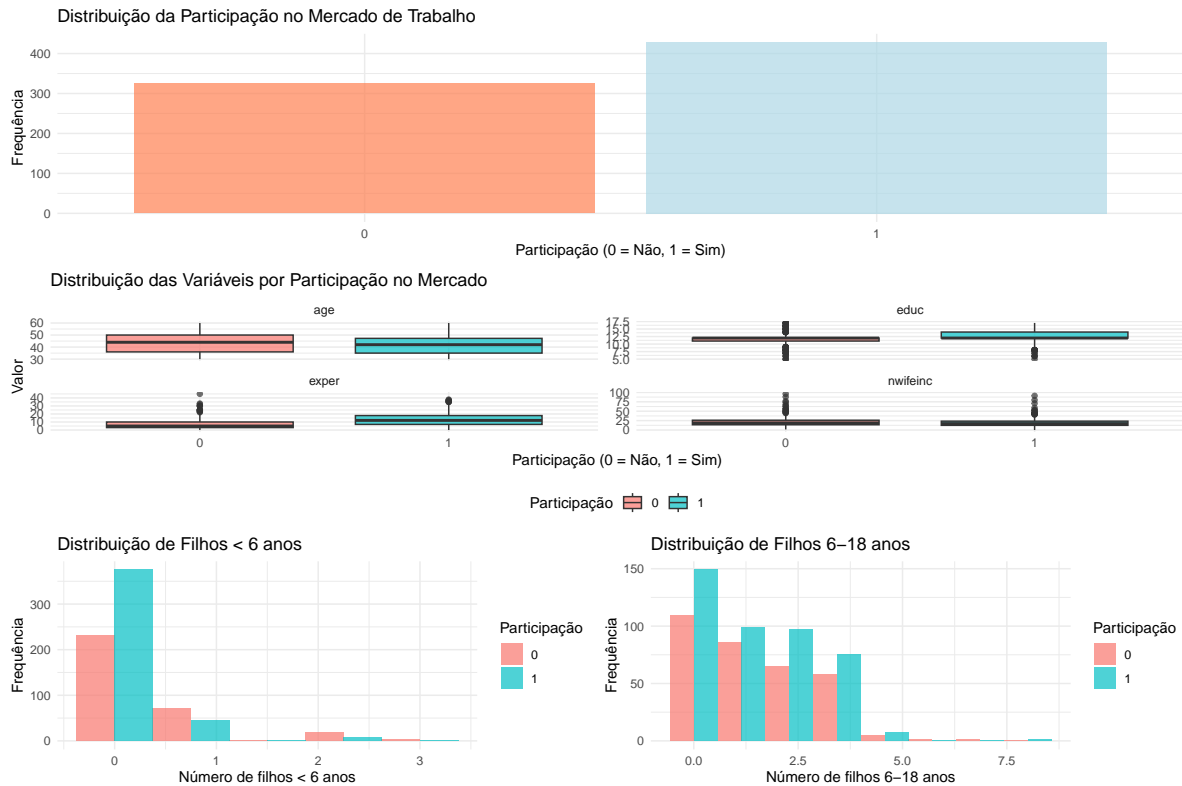 Distribuição da Participação no Mercado de Trabalho
Frequência
400
300
200
100
0
0
1
Participação (0 = Não, 1 = Sim)
Distribuição das Variáveis por Participação no Mercado
Valor
age
60
50
40
30
educ
17.5
15.0
12.5
10.0
7.5
5.0
exper
40
30
20
10
0
0
1
nwifeinc
100
75
50
25
0
0
1
Participação (0 = Não, 1 = Sim)
Participação 0 1
Distribuição de Filhos < 6 anos
Frequência
300
200
100
0
0
1
2
3
Número de filhos < 6 anos
Participação
0
1
Distribuição de Filhos 6−18 anos
Frequência
150
100
50
0
0.0
2.5
5.0
7.5
Número de filhos 6−18 anos
Participação
0
1